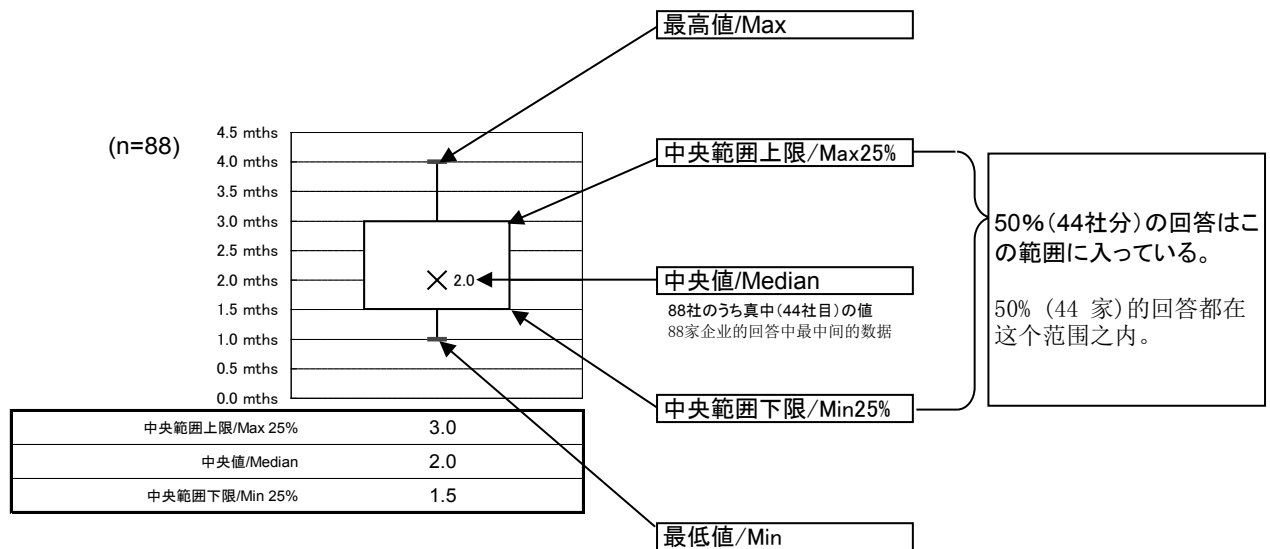 最高値/Max
(n=88)
4.5 mths
4.0 mths
3.5 mths
3.0 mths
2.5 mths
2.0 mths
1.5 mths
1.0 mths
0.5 mths
0.0 mths
2.0
中央範囲上限/Max25%
中央値/Median
88社のうち真中(44社目)の値
88家企业的回答中最中间的数据
中央範囲下限/Min25%
50%(44社分)の回答はこ
の範囲に入っている。
50% (44 家)的回答都在
这个范围之内。
中央範囲上限/Max 25% 3.0
中央値/Median 2.0
中央範囲下限/Min 25% 1.5
最低値/Min